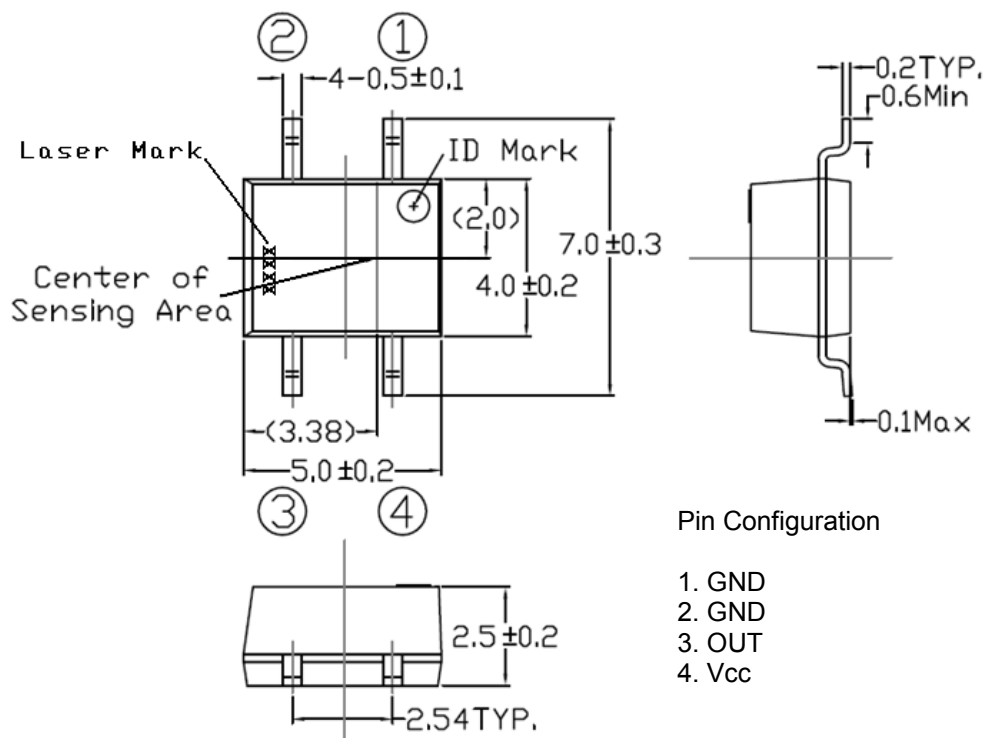 ② ①
4-0.5±0.1
0.2TYP.
0.6Min
Laser Mark
ID Mark
(2.0)
7.0±0.3
Center of
Sensing Area
4.0±0.2
(3.38)
5.0±0.2
0.1Max
③ ④
Pin Configuration
1. GND
2. GND
3. OUT
4. Vcc
2.5±0.2
2.54TYP.